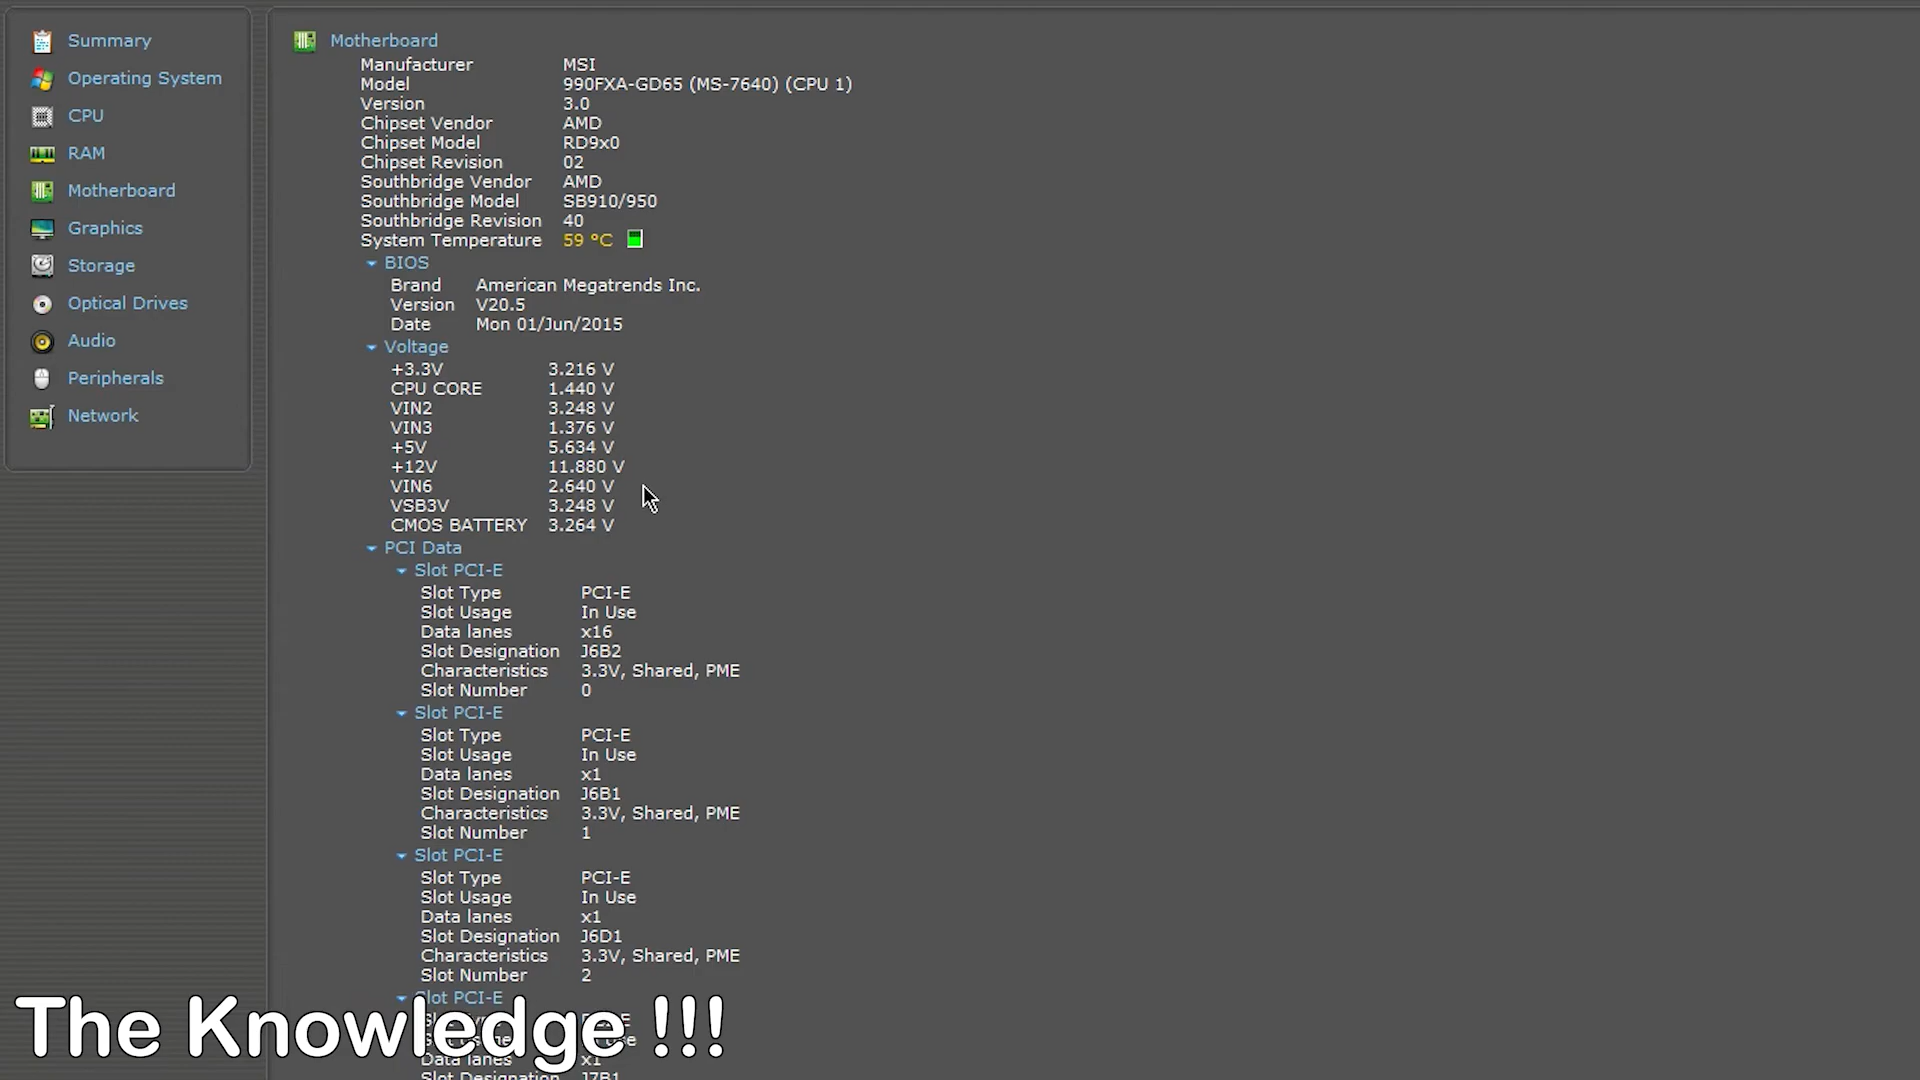 Summary
Operating System
CPU
RAM
Motherboard
Graphics
Storage
Optical Drives
Audio
Peripherals
Network
Motherboard
Manufacturer MSI
Model 990FXA-GD65 (MS-7640) (CPU 1)
Version 3.0
Chipset Vendor AMD
Chipset Model RD9x0
Chipset Revision 02
Southbridge Vendor AMD
Southbridge Model SB910/950
Southbridge Revision 40
System Temperature 59 °C
BIOS
Brand American Megatrends Inc.
Version V20.5
Date Mon 01/Jun/2015
Voltage
+3.3V 3.216 V
CPU CORE 1.440 V
VIN2 3.248 V
VIN3 1.376 V
+5V 5.634 V
+12V 11.880 V
VIN6 2.640 V
VSB3V 3.248 V
CMOS BATTERY 3.264 V
PCI Data
Slot PCI-E
Slot Type PCI-E
Slot Usage In Use
Data lanes x16
Slot Designation J6B2
Characteristics 3.3V, Shared, PME
Slot Number 0
Slot PCI-E
Slot Type PCI-E
Slot Usage In Use
Data lanes x1
Slot Designation J6B1
Characteristics 3.3V, Shared, PME
Slot Number 1
Slot PCI-E
Slot Type PCI-E
Slot Usage In Use
Data lanes x1
Slot Designation J6D1
Characteristics 3.3V, Shared, PME
Slot Number 2
Slot PCI-E
The Knowledge !!!
Data lanes x1
Slot Designation J7B1